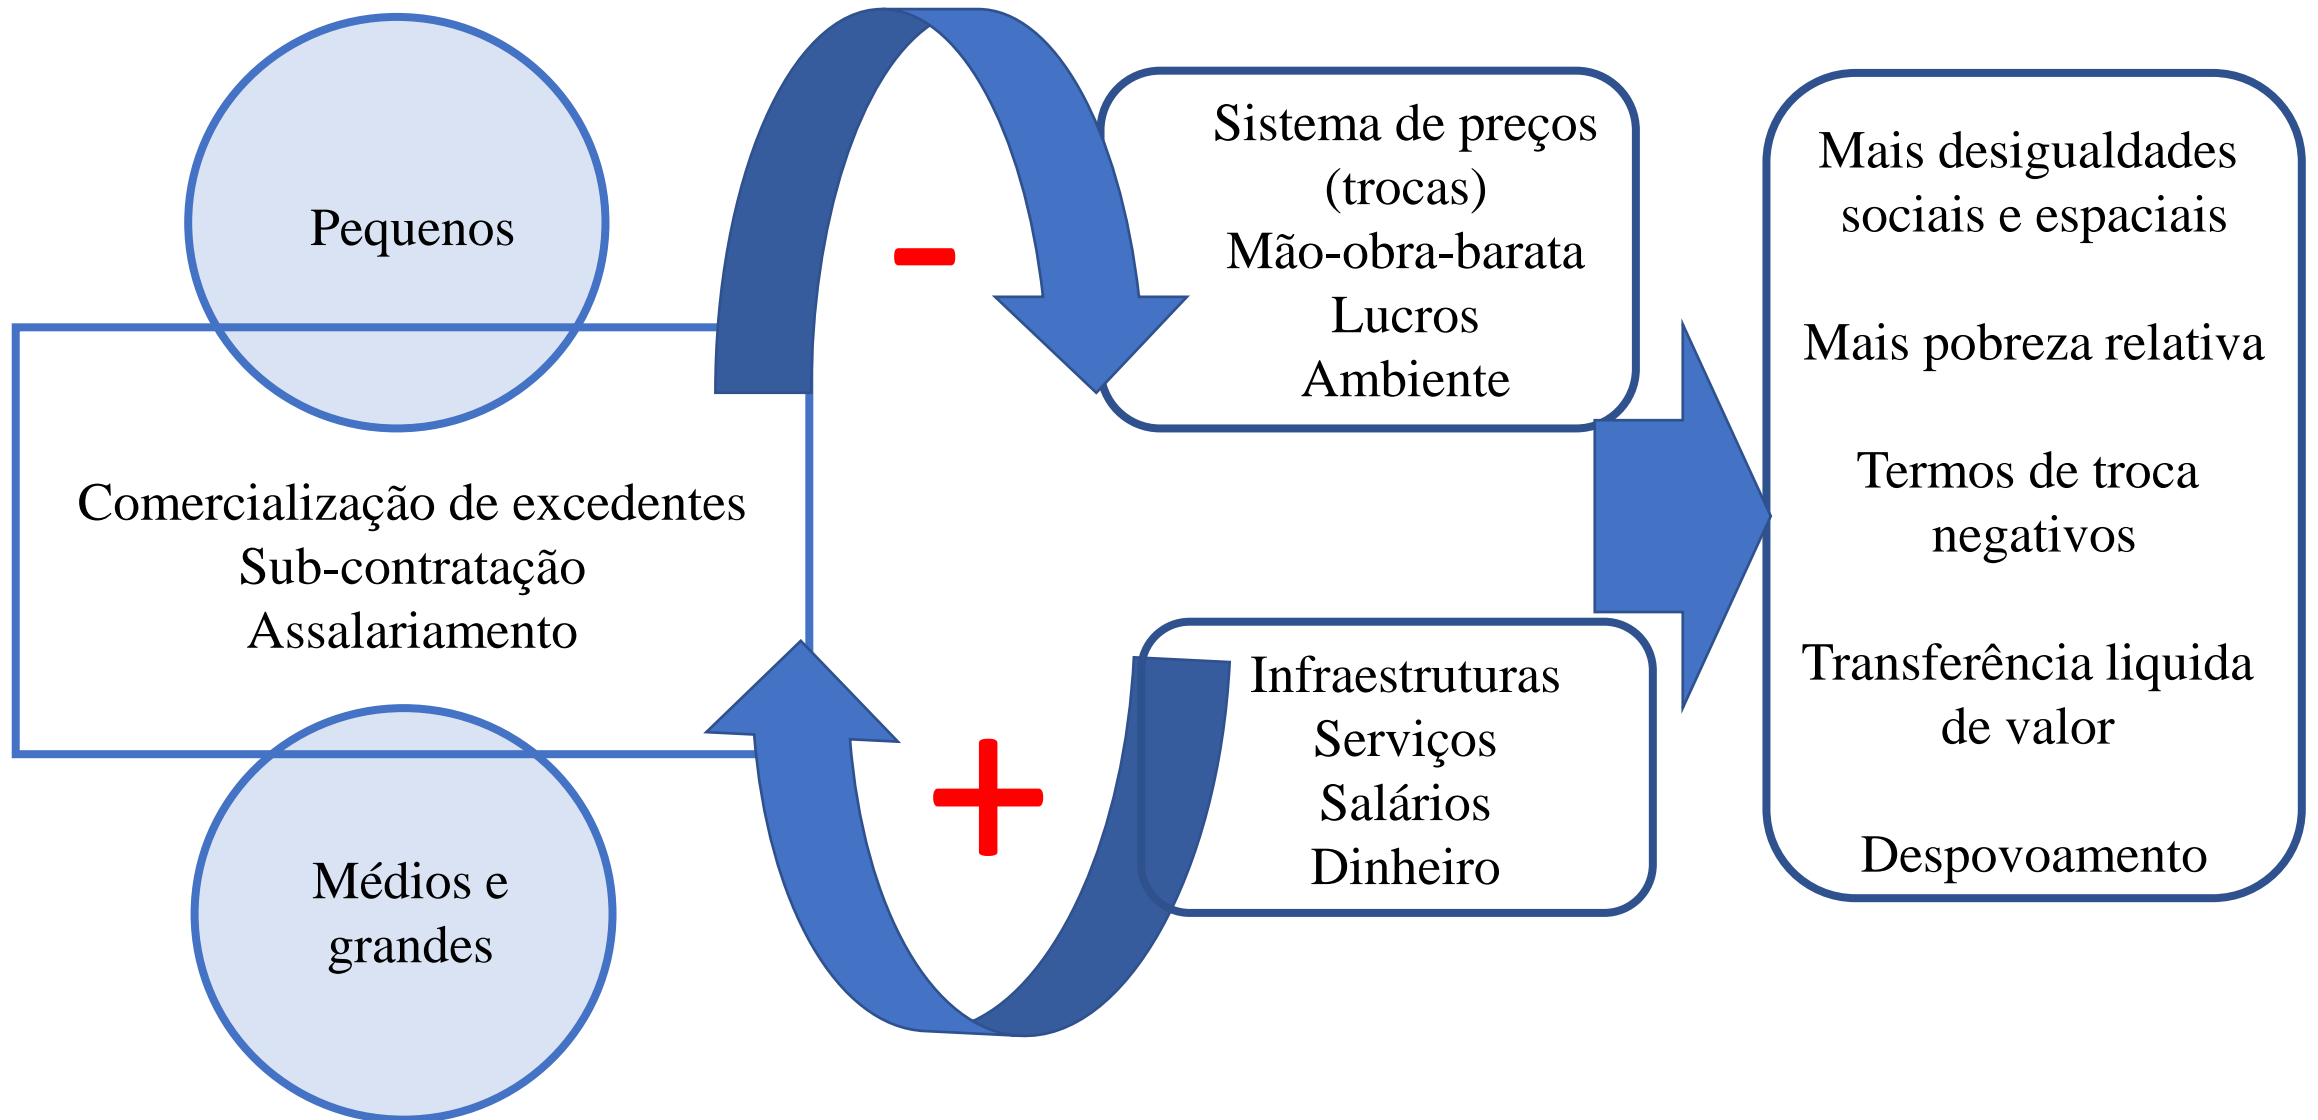 Pequenos
Comercialização de excedentes
Sub-contratação
Assalariamento
Médios e
grandes
-
+
Sistema de preços
(trocas)
Mão-obra-barata
Lucros
Ambiente
Infraestruturas
Serviços
Salários
Dinheiro
Mais desigualdades
sociais e espaciais
Mais pobreza relativa
Termos de troca
negativos
Transferência liquida
de valor
Despovoamento